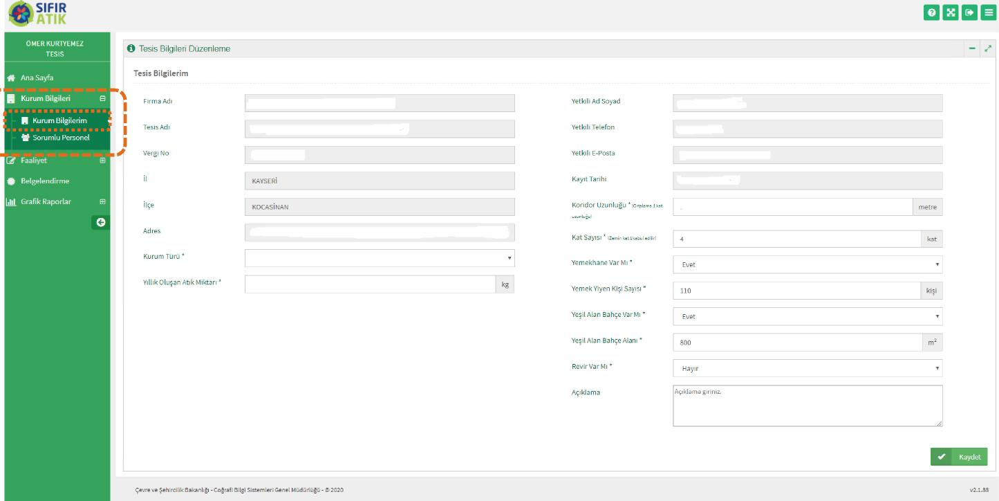 SIFIR
ATIK
ÖMER KURTYEMEZ
TESIS
Ana Sayfa
Kurum Bilgileri
Kurum Bilgilerim
Sorumlu Personel
Faaliyet
Belgelendirme
Grafik Raporlar
Tesis Bilgileri Düzenleme
Tesis Bilgilerim
Firma Adı
Tesis Adı
Vergi No
İl
KAYSERİ
İlçe
KOCASİNAN
Adres
Kurum Türü *
Yıllık Oluşan Atık Miktarı *
kg
Yetkili Ad Soyad
Yetkili Telefon
Yetkili E-Posta
Kayıt Tarihi
Koridor Uzunluğu * (Ortalama 1 kat
uzunluğu)
metre
Kat Sayısı * (Zemin kat 1 kabul edilir)
4
kat
Yemekhane Var Mı *
Evet
Yemek Yiyen Kişi Sayısı *
110
kişi
Yeşil Alan Bahçe Var Mı *
Evet
Yeşil Alan Bahçe Alanı *
800
m²
Revir Var Mı *
Hayır
Açıklama
Açıklama giriniz.
Kaydet
Çevre ve Şehircilik Bakanlığı - Coğrafi Bilgi Sistemleri Genel Müdürlüğü - © 2020
v2.1.88